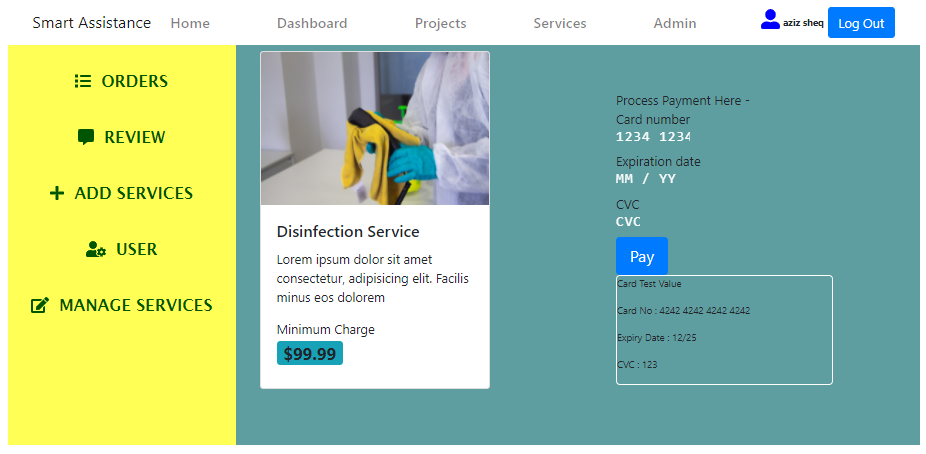 Smart Assistance Home Dashboard Projects Services Admin aziz sheq Log Out
ORDERS
REVIEW
ADD SERVICES
USER
MANAGE SERVICES
Disinfection Service
Lorem ipsum dolor sit amet
consectetur, adipisicing elit. Facilis
minus eos dolorem
Minimum Charge
$99.99
Process Payment Here -
Card number
1234 1234
Expiration date
MM / YY
CVC
CVC
Pay
Card Test Value
Card No : 4242 4242 4242 4242
Expiry Date : 12/25
CVC : 123